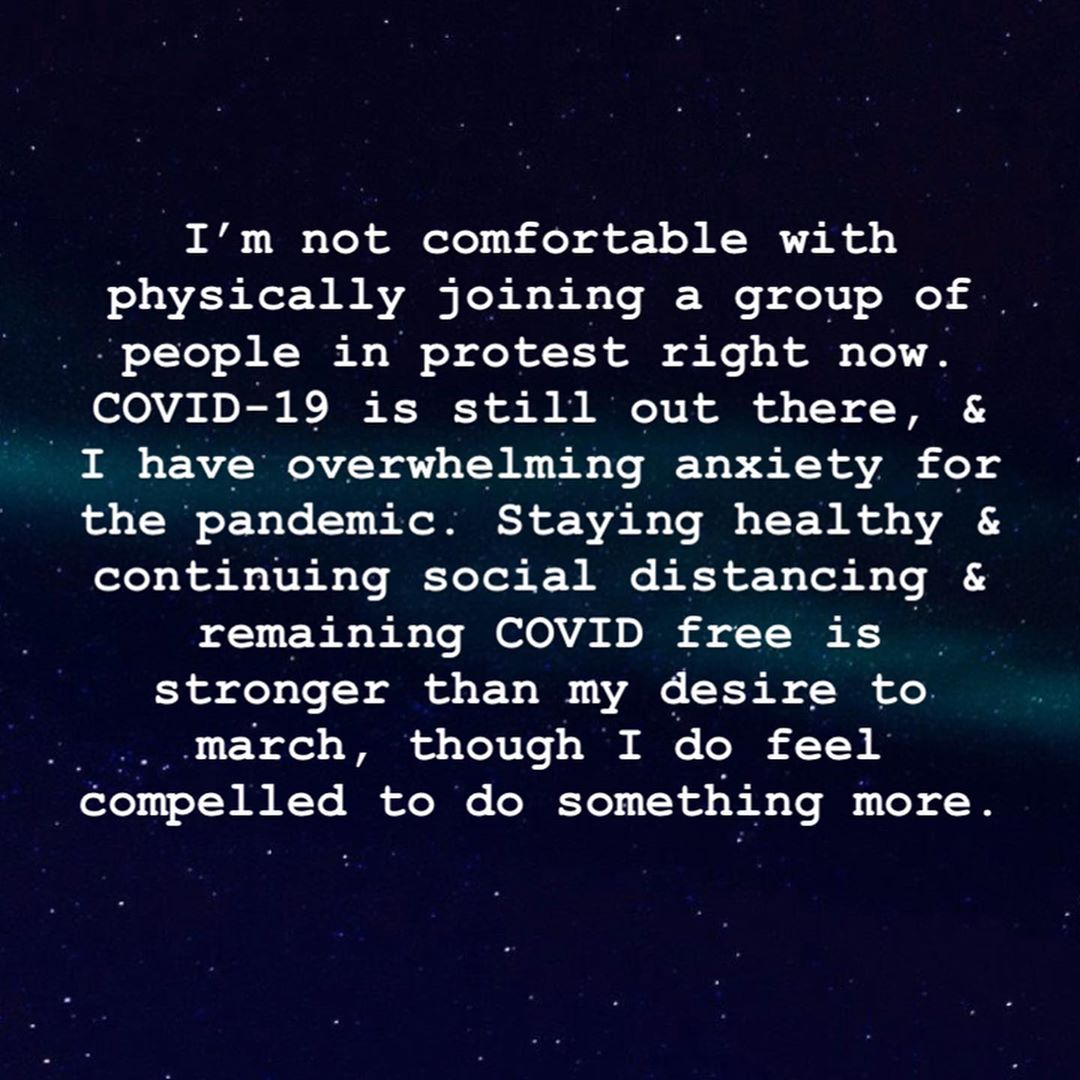 I’m not comfortable with
physically joining a group of
people in protest right now.
COVID-19 is still out there, &
I have overwhelming anxiety for
the pandemic. Staying healthy &
continuing social distancing &
remaining COVID free is
stronger than my desire to
march, though I do feel
compelled to do something more.